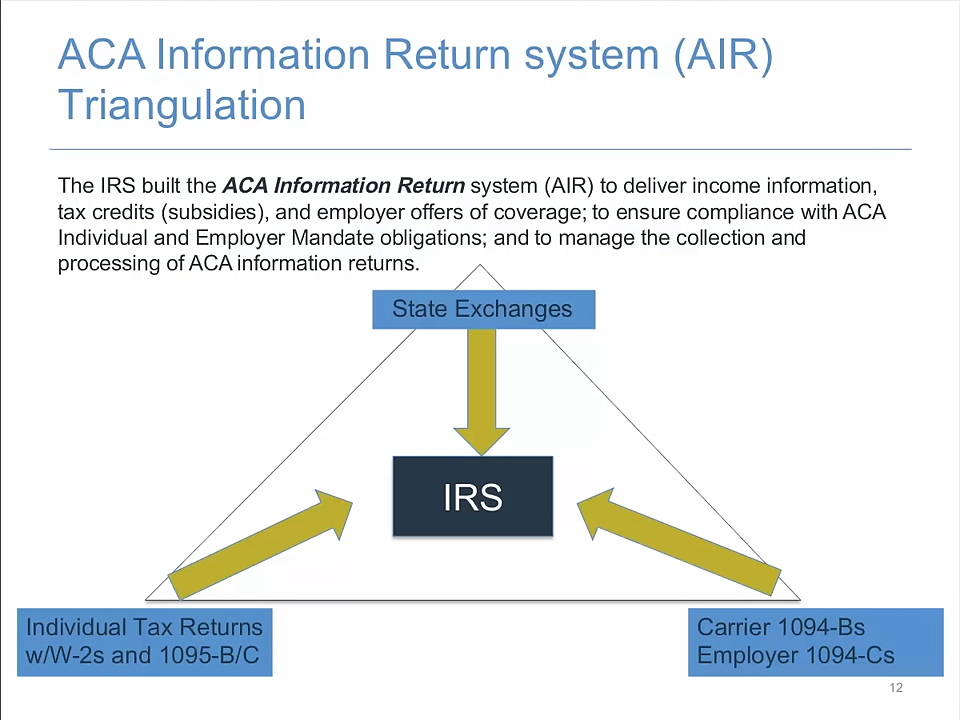 ACA Information Return system (AIR)
Triangulation
The IRS built the ACA Information Return system (AIR) to deliver income information,
tax credits (subsidies), and employer offers of coverage; to ensure compliance with ACA
Individual and Employer Mandate obligations; and to manage the collection and
processing of ACA information returns.
State Exchanges
IRS
Individual Tax Returns
w/W-2s and 1095-B/C
Carrier 1094-Bs
Employer 1094-Cs
12